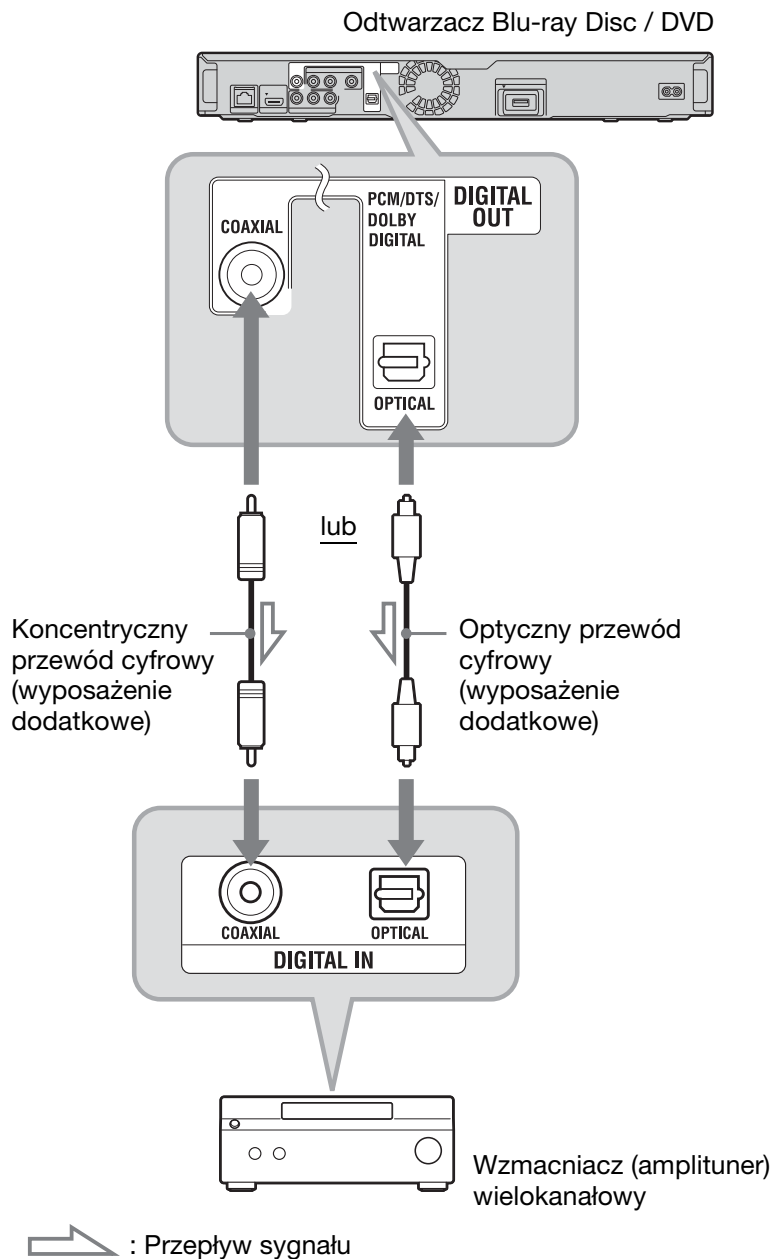 Odtwarzacz Blu-ray Disc / DVD
COAXIAL
PCM/DTS/
DOLBY
DIGITAL
DIGITAL
OUT
OPTICAL
lub
Koncentryczny
przewód cyfrowy
(wyposażenie
dodatkowe)
Optyczny przewód
cyfrowy
(wyposażenie
dodatkowe)
COAXIAL
OPTICAL
DIGITAL IN
Wzmacniacz (amplituner)
wielokanałowy
: Przepływ sygnału